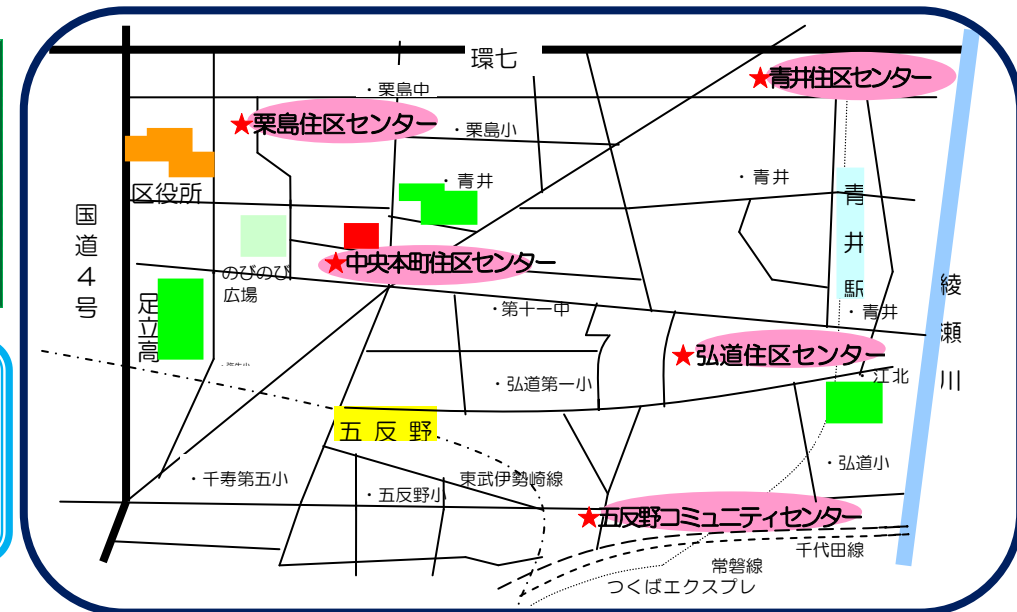 環七
★青井住区センター
・栗島中
★栗島住区センター
・栗島小
区役所
・青井
・青井
青井駅
国道4号
のびのび
広場
★中央本町住区センター
足立高
・第十一中
・青井
綾瀬川
★弘道住区センター
・弘道第一小
・江北
五反野
・千寿第五小
・五反野小
東武伊勢崎線
・弘道小
★五反野コミュニティセンター
千代田線
常磐線
つくばエクスプレ